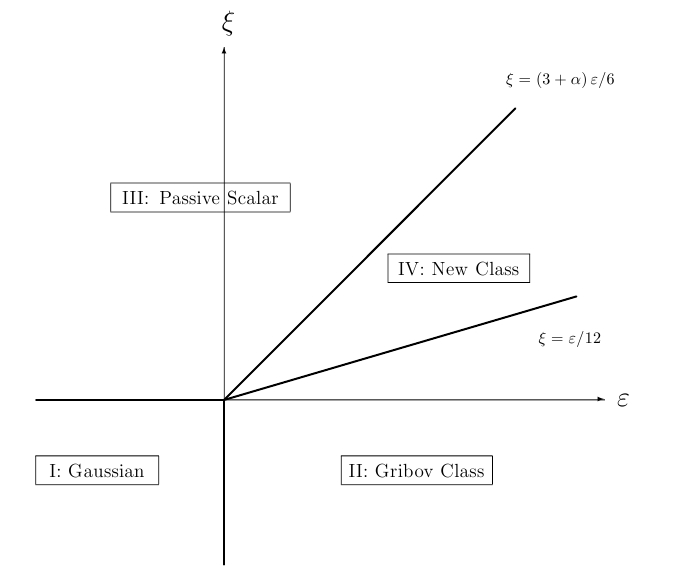 ξ
ξ = (3 + α) ε/6
III: Passive Scalar
IV: New Class
ξ = ε/12
ε
I: Gaussian
II: Gribov Class